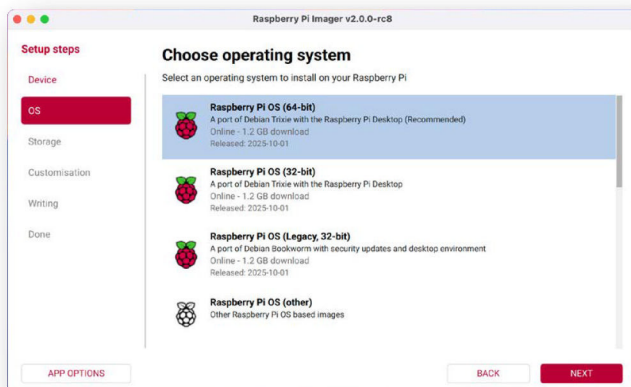 Raspberry Pi Imager v2.0.0-rc8
Setup steps
Device
OS
Storage
Customisation
Writing
Done
Choose operating system
Select an operating system to install on your Raspberry Pi
Raspberry Pi OS (64-bit)
A port of Debian Trixie with the Raspberry Pi Desktop (Recommended)
Online - 1.2 GB download
Released: 2025-10-01
Raspberry Pi OS (32-bit)
A port of Debian Trixie with the Raspberry Pi Desktop
Online - 1.2 GB download
Released: 2025-10-01
Raspberry Pi OS (Legacy, 32-bit)
A port of Debian Bookworm with security updates and desktop environment
Online - 1.2 GB download
Released: 2025-10-01
Raspberry Pi OS (other)
Other Raspberry Pi OS based images
APP OPTIONS
BACK
NEXT